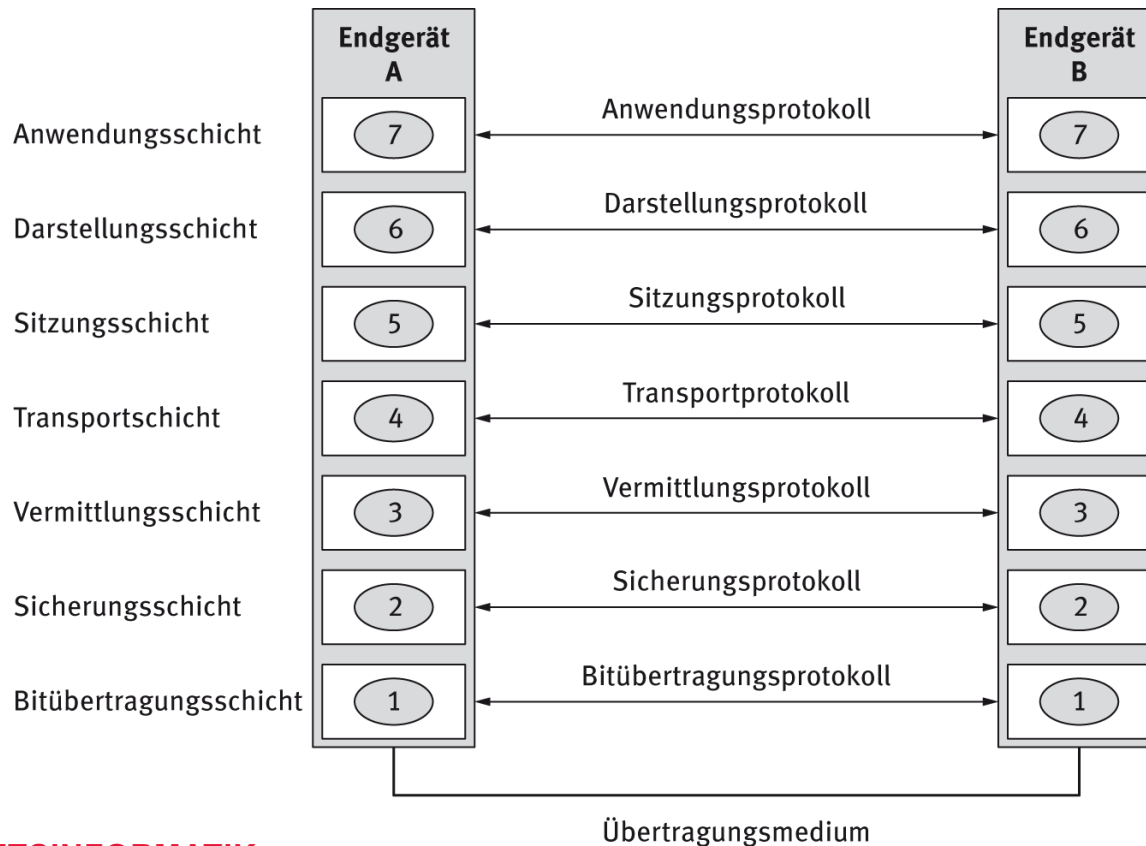 Endgerät
A
Endgerät
B
Anwendungsschicht
7
Anwendungsprotokoll
7
Darstellungsschicht
6
Darstellungsprotokoll
6
Sitzungsschicht
5
Sitzungsprotokoll
5
Transportschicht
4
Transportprotokoll
4
Vermittlungsschicht
3
Vermittlungsprotokoll
3
Sicherungsschicht
2
Sicherungsprotokoll
2
Bitübertragungsschicht
1
Bitübertragungsprotokoll
1
Übertragungsmedium